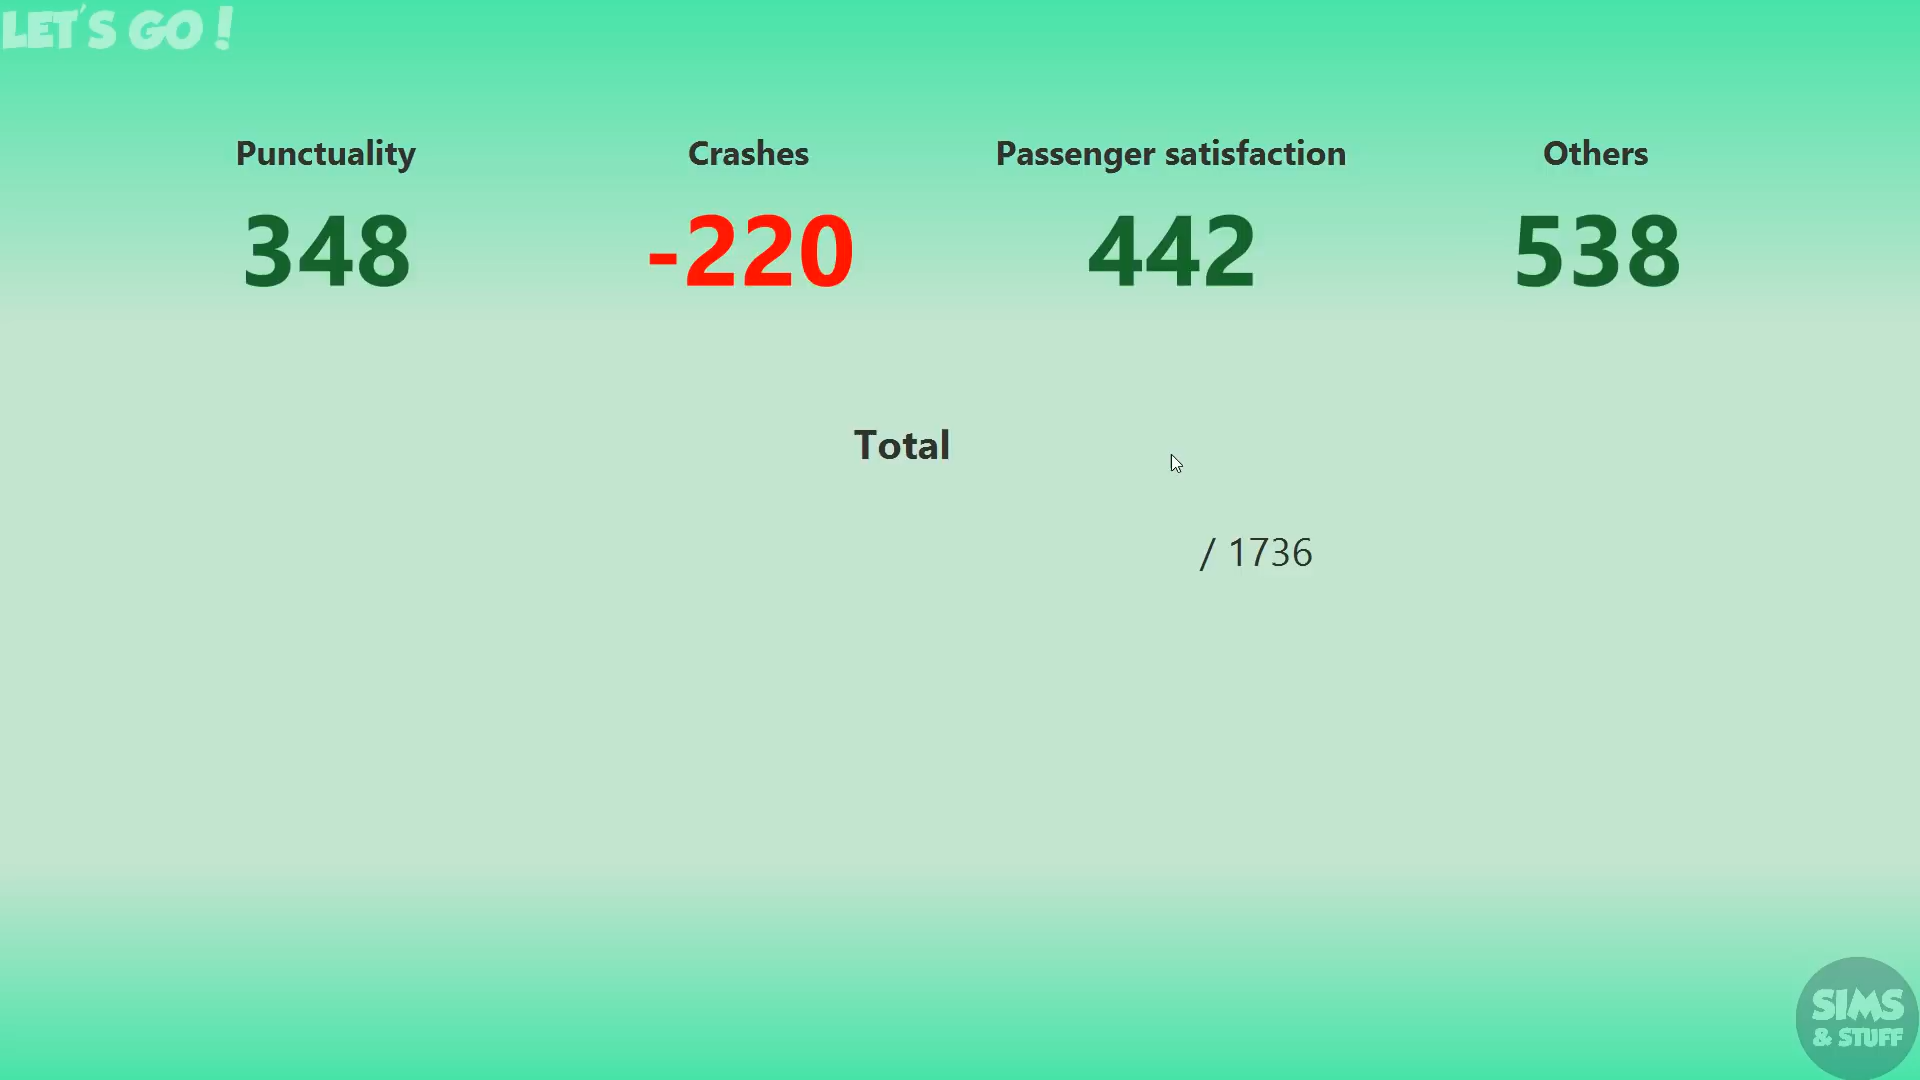 LET'S GO !
Punctuality Crashes Passenger satisfaction Others
348 -220 442 538
Total
/ 1736
SIMS
& STUFF